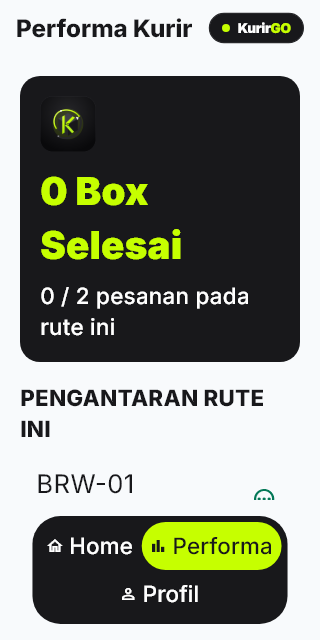 Performa Kurir
KurirGO
0 Box
Selesai
0 / 2 pesanan pada
rute ini
PENGANTARAN RUTE
INI
BRW-01
Home
Performa
Profil